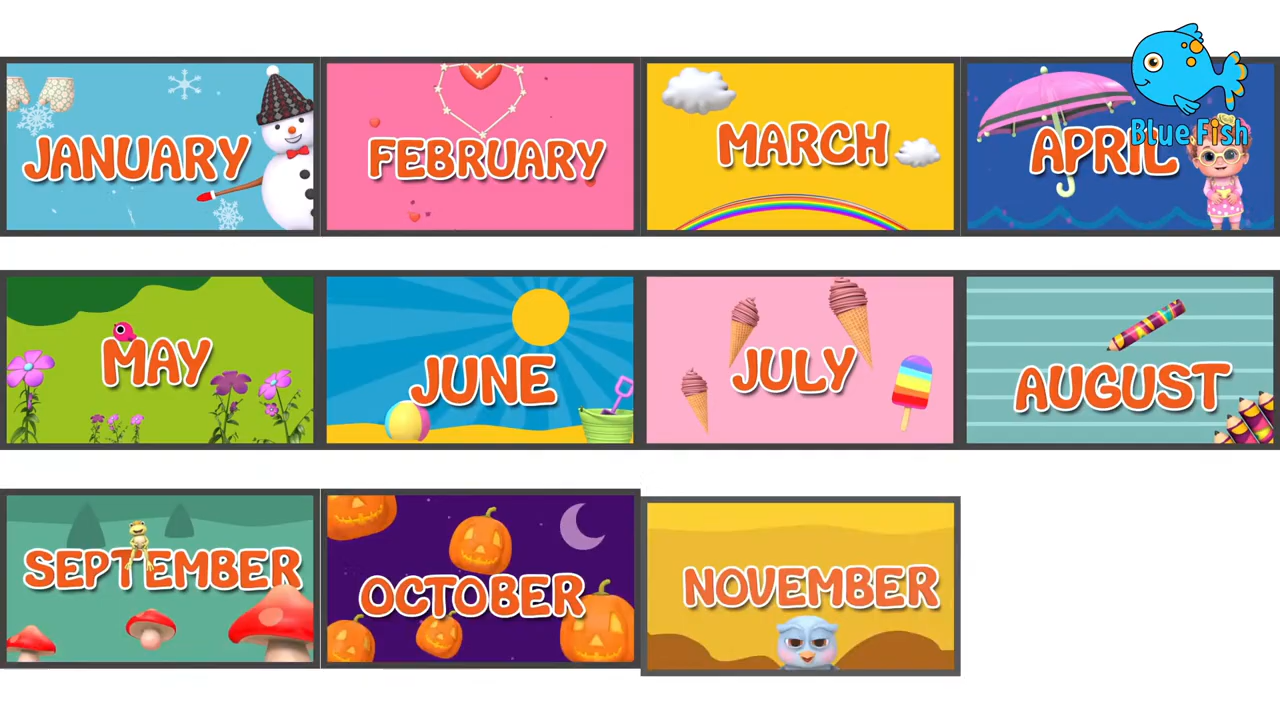 JANUARY
FEBRUARY
MARCH
APRIL
Blue Fish
MAY
JUNE
JULY
AUGUST
SEPTEMBER
OCTOBER
NOVEMBER